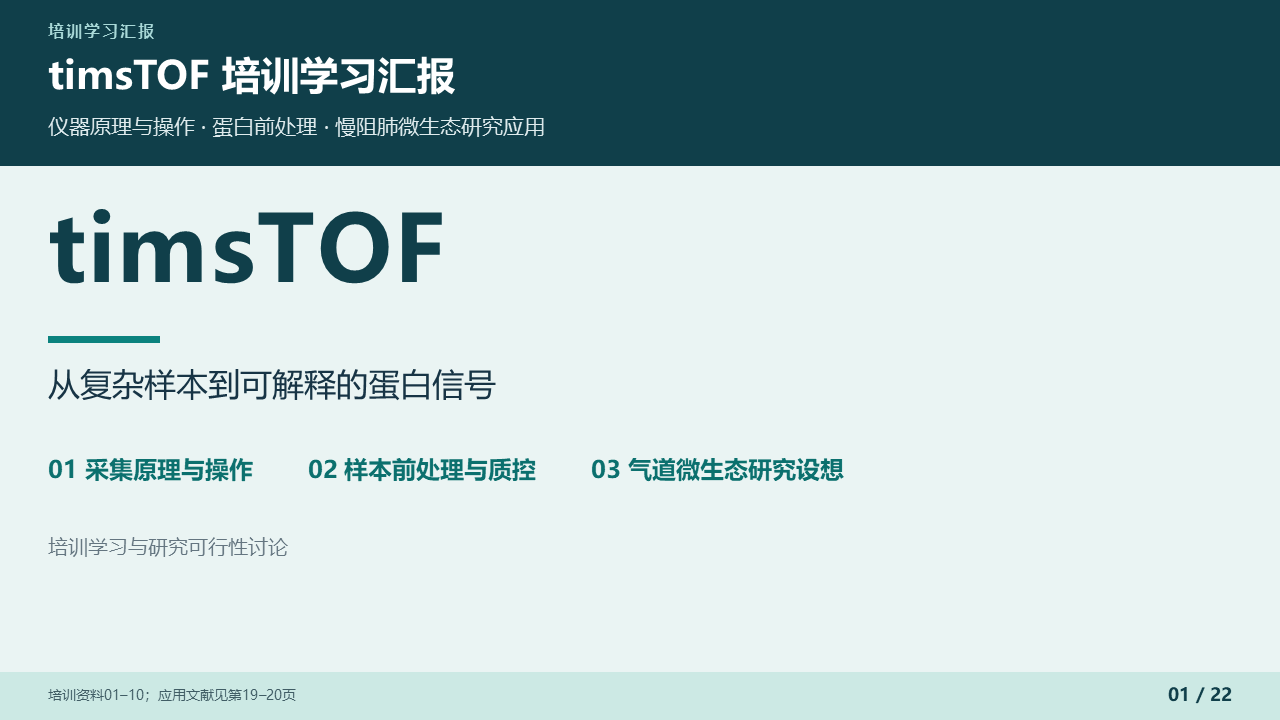 培训学习汇报
timsTOF 培训学习汇报
仪器原理与操作 · 蛋白前处理 · 慢阻肺微生态研究应用
timsTOF
从复杂样本到可解释的蛋白信号
01 采集原理与操作 02 样本前处理与质控 03 气道微生态研究设想
培训学习与研究可行性讨论
培训资料01–10；应用文献见第19–20页 01 / 22